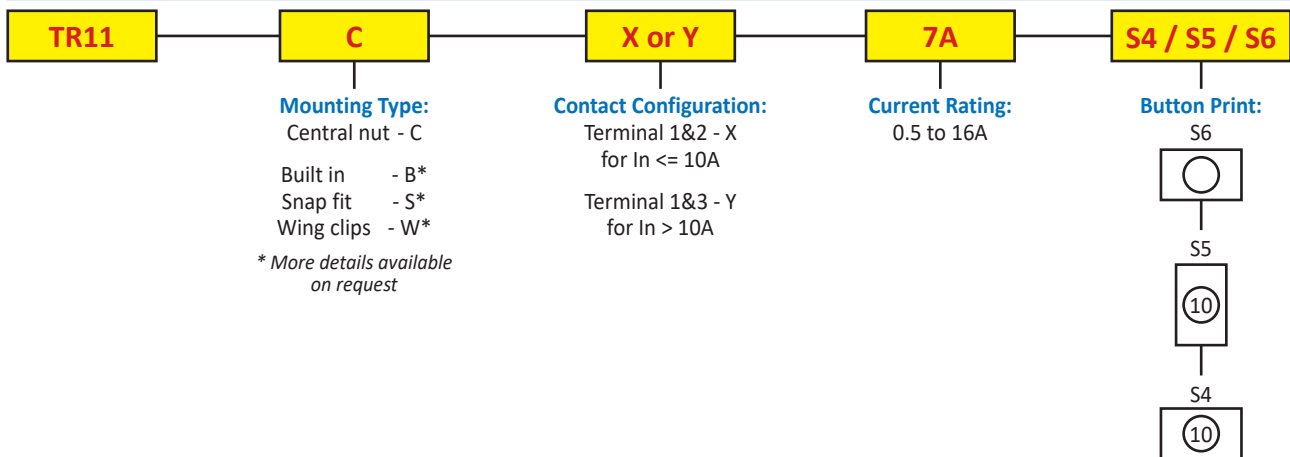 TR11 C X or Y 7A S4 / S5 / S6
Mounting Type:
Central nut - C
Built in - B*
Snap fit - S*
Wing clips - W*
* More details available
on request
Contact Configuration:
Terminal 1&2 - X
for In <= 10A
Terminal 1&3 - Y
for In > 10A
Current Rating:
0.5 to 16A
Button Print:
S6
S5
10
S4
10